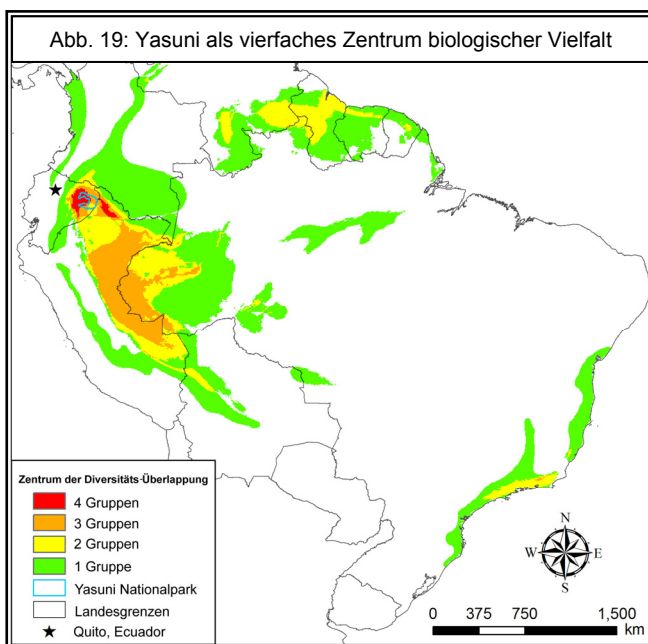 Abb. 19: Yasuni als vierfaches Zentrum biologischer Vielfalt
Zentrum der Diversitäts-Überlappung
4 Gruppen
3 Gruppen
2 Gruppen
1 Gruppe
Yasuni Nationalpark
Landesgrenzen
Quito, Ecuador
N
W E
S
0 375 750 1,500
km